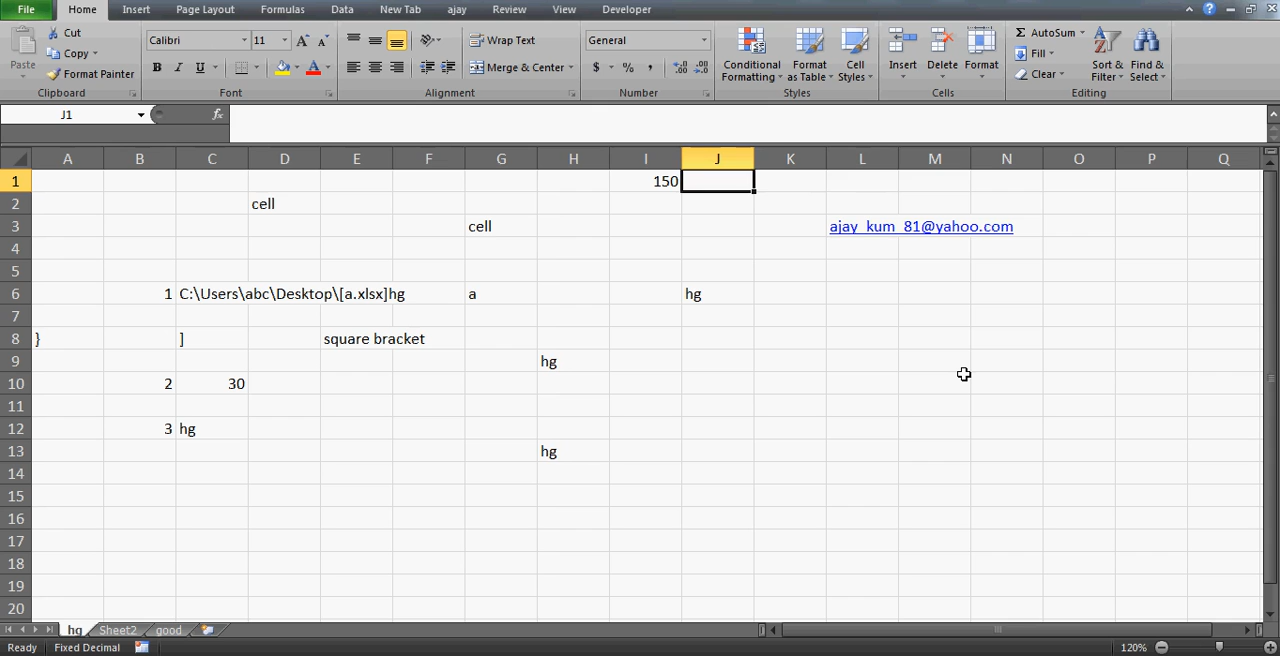 File Home Insert Page Layout Formulas Data New Tab ajay Review View Developer
Cut
Copy
Format Painter
Paste
Clipboard
Calibri 11
B I U
Font
Wrap Text
Merge & Center
Alignment
General
$ % ,
Number
Conditional Formatting
Format as Table
Cell Styles
Styles
Insert Delete Format
Cells
AutoSum
Fill
Clear
Sort & Filter
Find & Select
Editing
J1 fx
A B C D E F G H I J K L M N O P Q
1 150
2 cell
3 cell ajay_kum_81@yahoo.com
4
5
6 1 C:\Users\abc\Desktop\[a.xlsx]hg a hg
7
8 } ] square bracket
9 hg
10 2 30
11
12 3 hg
13 hg
14
15
16
17
18
19
20
hg Sheet2 good
Ready Fixed Decimal 120%